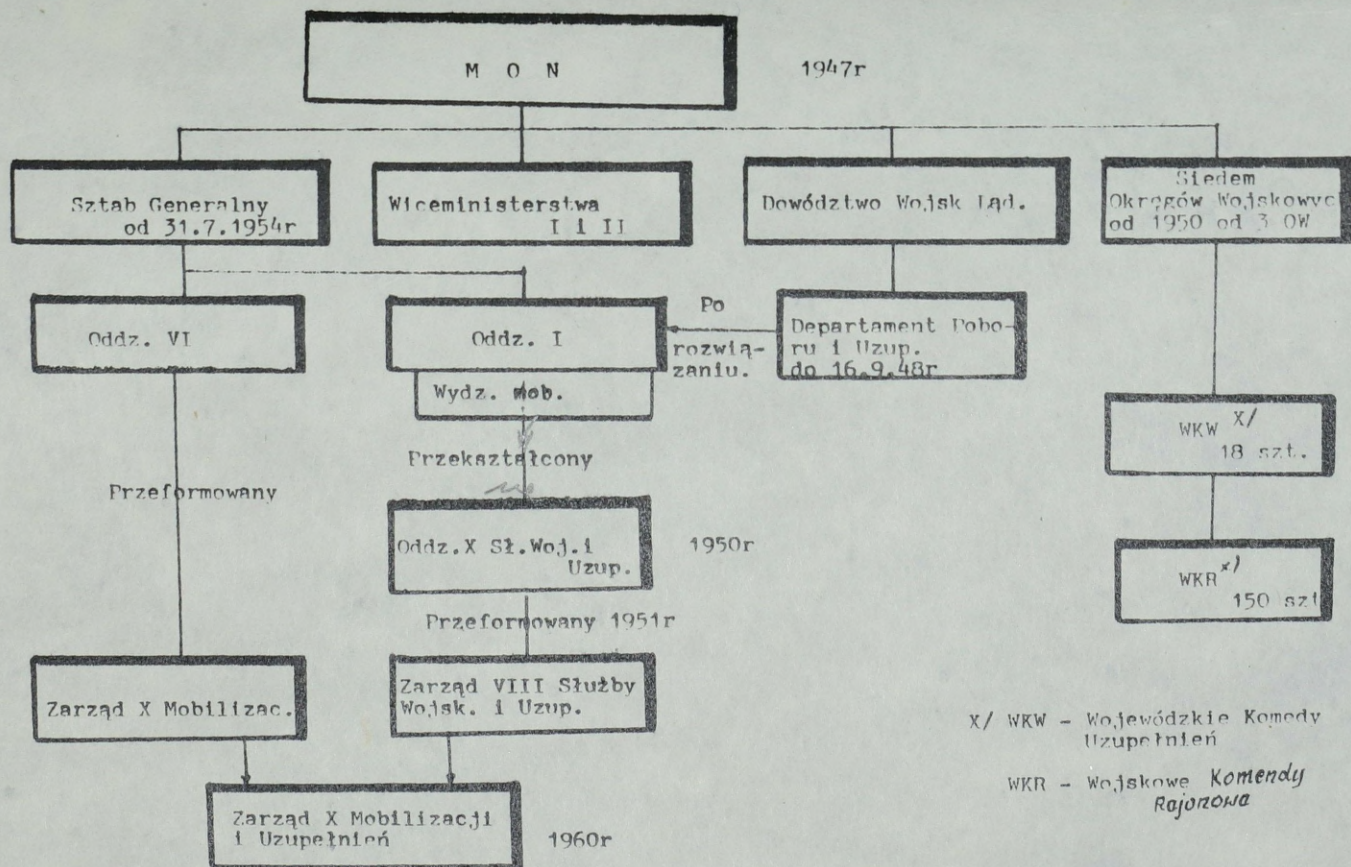 M O N
1947r
Sztab Generalny
od 31.7.1954r
Wiceministerstwa
I i II
Dowództwo Wojsk Ląd.
Siedem
Okręgów Wojskowyc
od 1950 od 3 OW
Oddz. VI
Oddz. I
Wydz. mob.
Po
rozwią-
zaniu.
Departament Pobo-
ru i Uzup.
do 16.9.48r
WKW X/
18 szt.
Przekształcony
Przeformowany
Oddz.X Sł.Woj.i
Uzup.
1950r
WKR x)
150 szt
Przeformowany 1951r
Zarząd X Mobilizac.
Zarząd VIII Służby
Wojsk. i Uzup.
X/ WKW - Wojewódzkie Komedy
Uzupełnień
WKR - Wojskowe Komendy
Rajonowa
Zarząd X Mobilizacji
i Uzupełnień
1960r